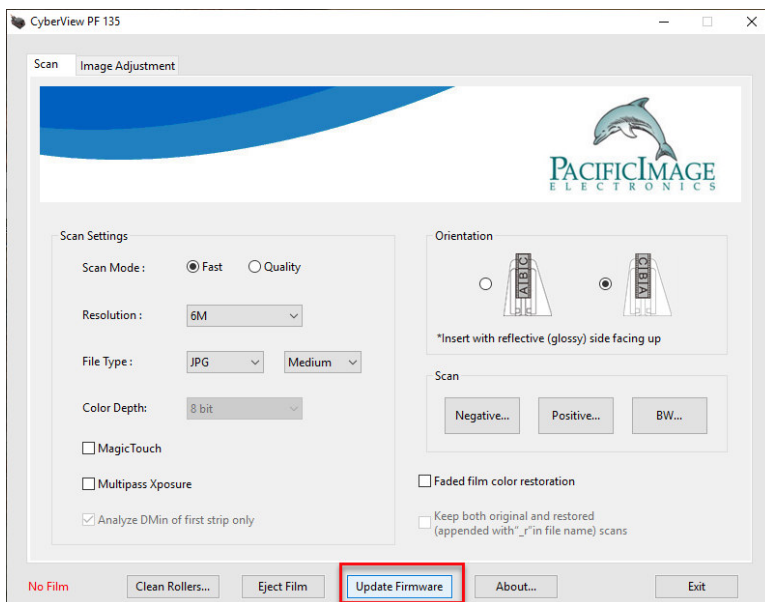 CyberView PF 135
Scan
Image Adjustment
PACIFICIMAGE
ELECTRONICS
Scan Settings
Scan Mode :
Fast
Quality
Resolution :
6M
File Type :
JPG
Medium
Color Depth:
8 bit
MagicTouch
Multipass Xposure
Analyze DMin of first strip only
Orientation
ABC
CBA
*Insert with reflective (glossy) side facing up
Scan
Negative...
Positive...
BW...
Faded film color restoration
Keep both original and restored
(appended with"_r"in file name) scans
No Film
Clean Rollers...
Eject Film
Update Firmware
About...
Exit